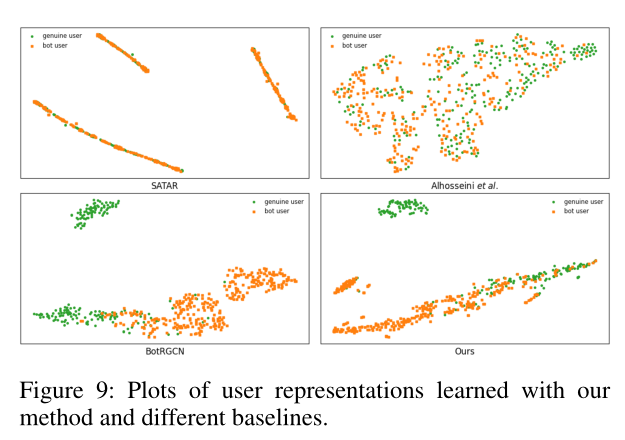 genuine user
bot user
genuine user
bot user
SATAR
Alhosseini et al.
genuine user
bot user
genuine user
bot user
BotRGCN
Ours
Figure 9: Plots of user representations learned with our
method and different baselines.